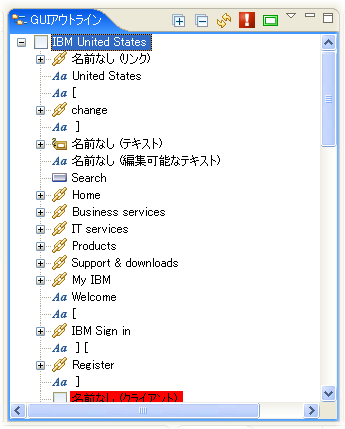 GUIアウトライン
IBM United States
名前なし (リンク)
Aa United States
Aa [
change
Aa ]
名前なし (テキスト)
Aa 名前なし (編集可能なテキスト)
Search
Home
Business services
IT services
Products
Support & downloads
My IBM
Aa Welcome
Aa [
IBM Sign in
Aa ] [
Register
Aa ]
名前なし (クライアント)